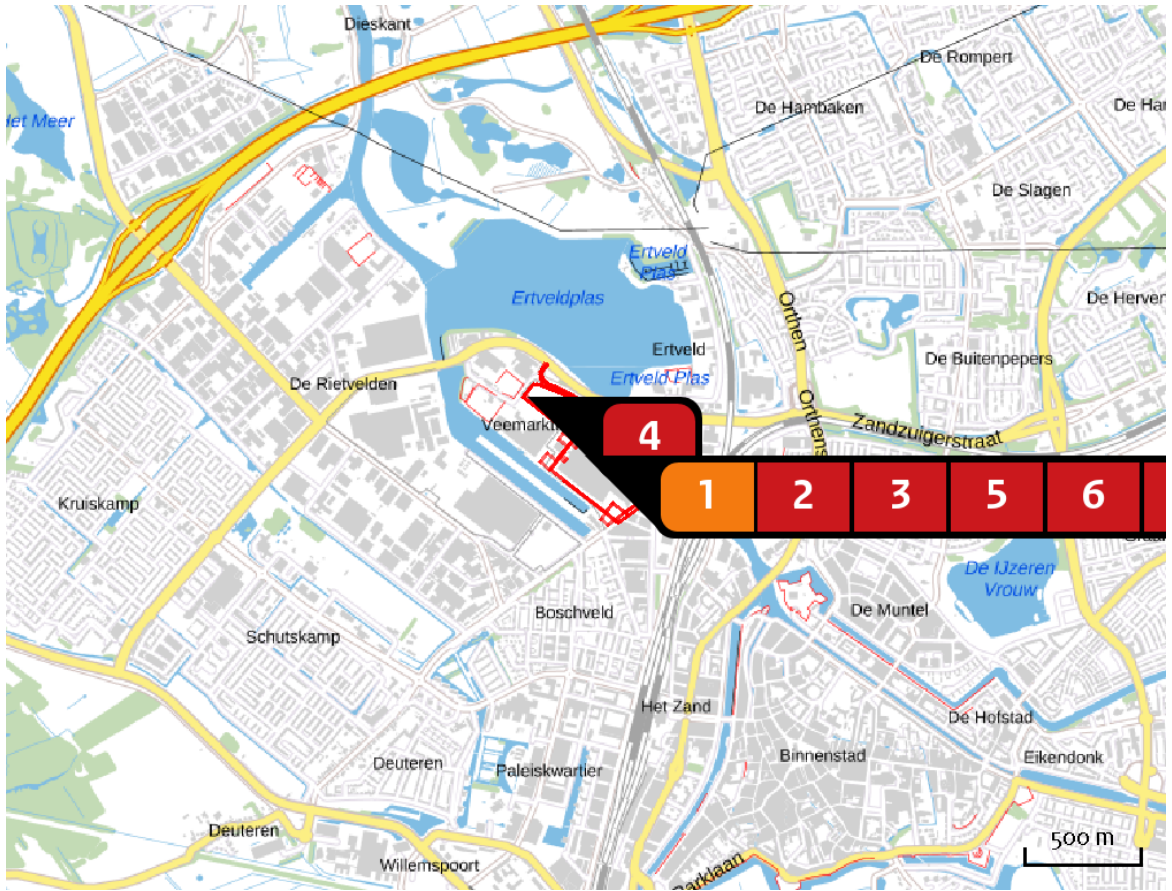 Dieskant
De Rompert
De Hambaken
De Ha
Het Meer
De Slagen
Ertveld
Plas
Ertveldplas
De Herven
Orthen
Ertveld
De Buitenpepers
Ertveld Plas
De Rietvelden
Orthens
Zandzuigerstraat
Veemarkt
4
1 2 3 5 6
Kruiskamp
De IJzeren
Vrouw
Boschveld
De Muntel
Schutskamp
Het Zand
De Hofstad
Binnenstad
Eikendonk
Deuteren
Paleiskwartier
Deuteren
500 m
Willemspoort
Parklaan